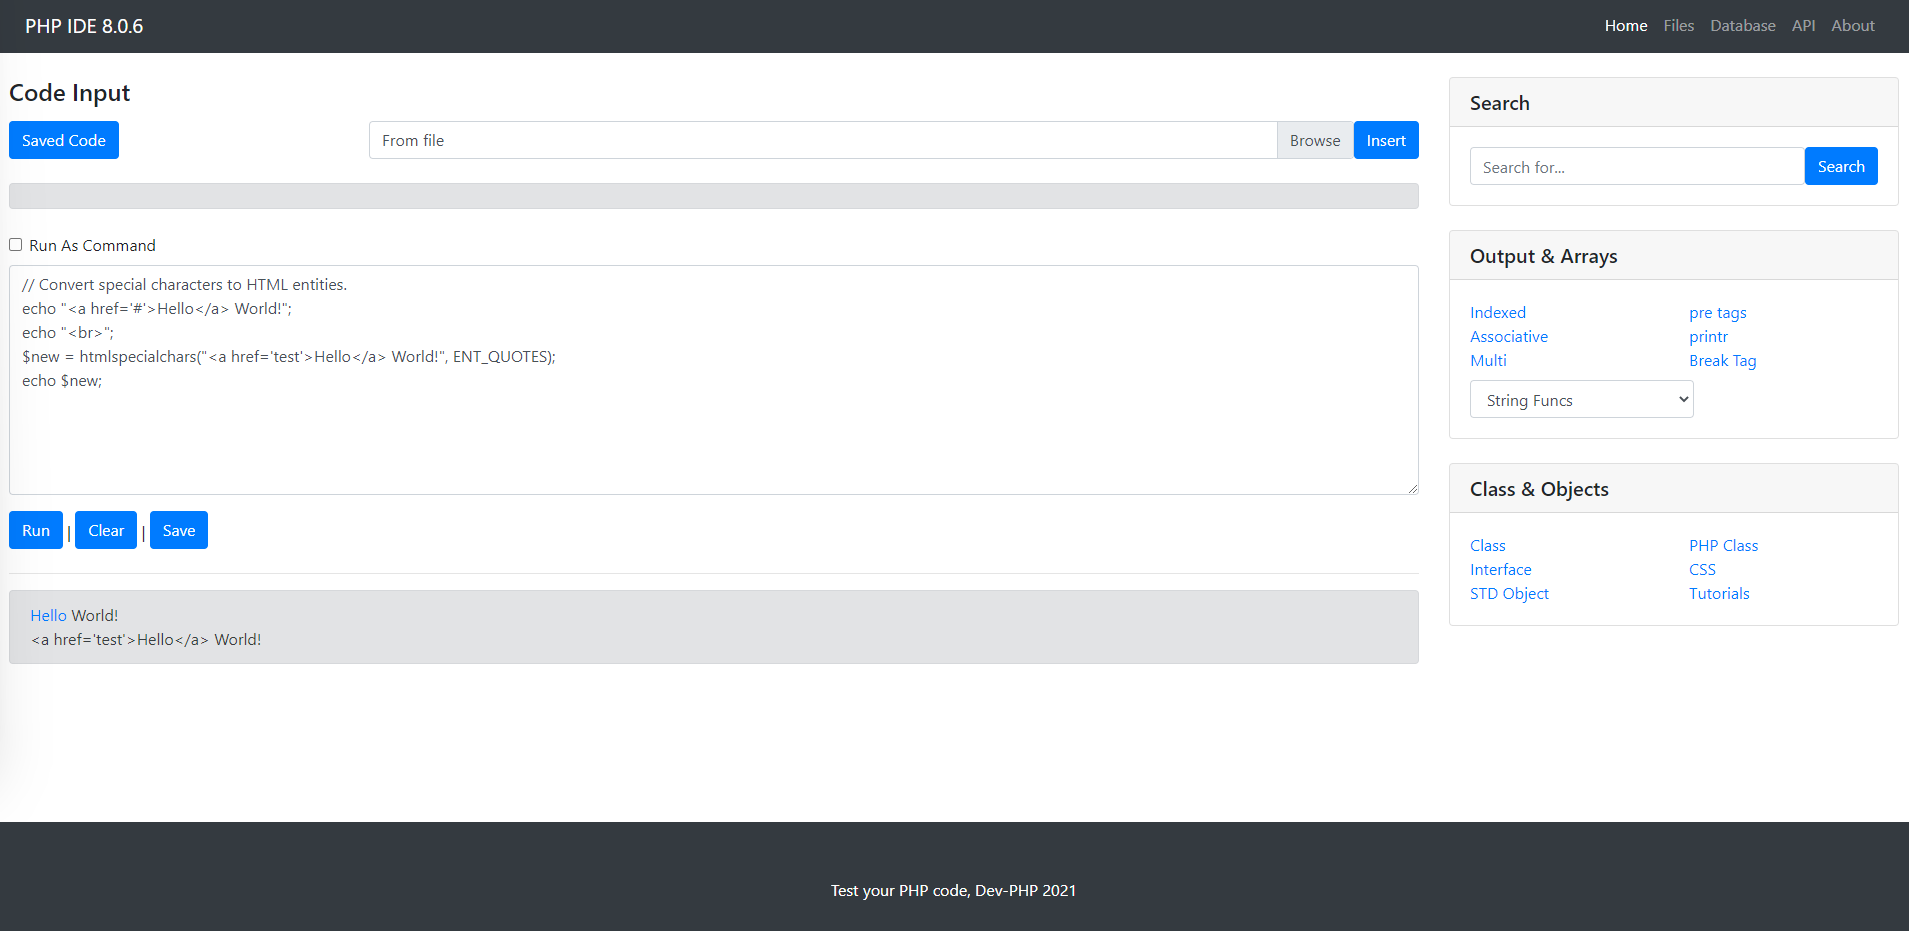 PHP IDE 8.0.6
Home Files Database API About
Code Input
Saved Code
From file Browse Insert
Run As Command
// Convert special characters to HTML entities.
echo "<a href='#'>Hello</a> World!";
echo "<br>";
$new = htmlspecialchars("<a href='test'>Hello</a> World!", ENT_QUOTES);
echo $new;
Run | Clear | Save
Hello World!
<a href='test'>Hello</a> World!
Search
Search for... Search
Output & Arrays
Indexed pre tags
Associative printr
Multi Break Tag
String Funcs
Class & Objects
Class PHP Class
Interface CSS
STD Object Tutorials
Test your PHP code, Dev-PHP 2021